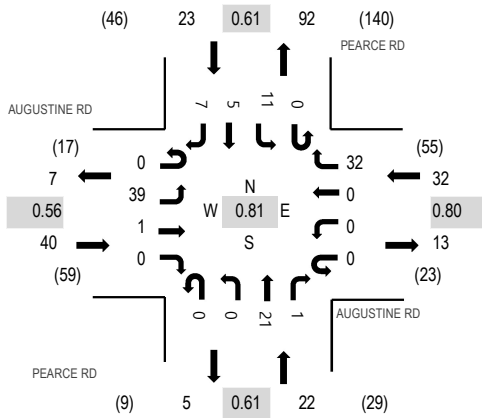 (46) 23 0.61 92 (140)
PEARCE RD
7 5 11 0
AUGUSTINE RD
(17) 0 32 (55)
7 39 N 0 32
0.56 W 0.81 E 0.80
40 1 S 0 13
(59) 0 0 (23)
0 0 21 1
AUGUSTINE RD
PEARCE RD
(9) 5 0.61 22 (29)